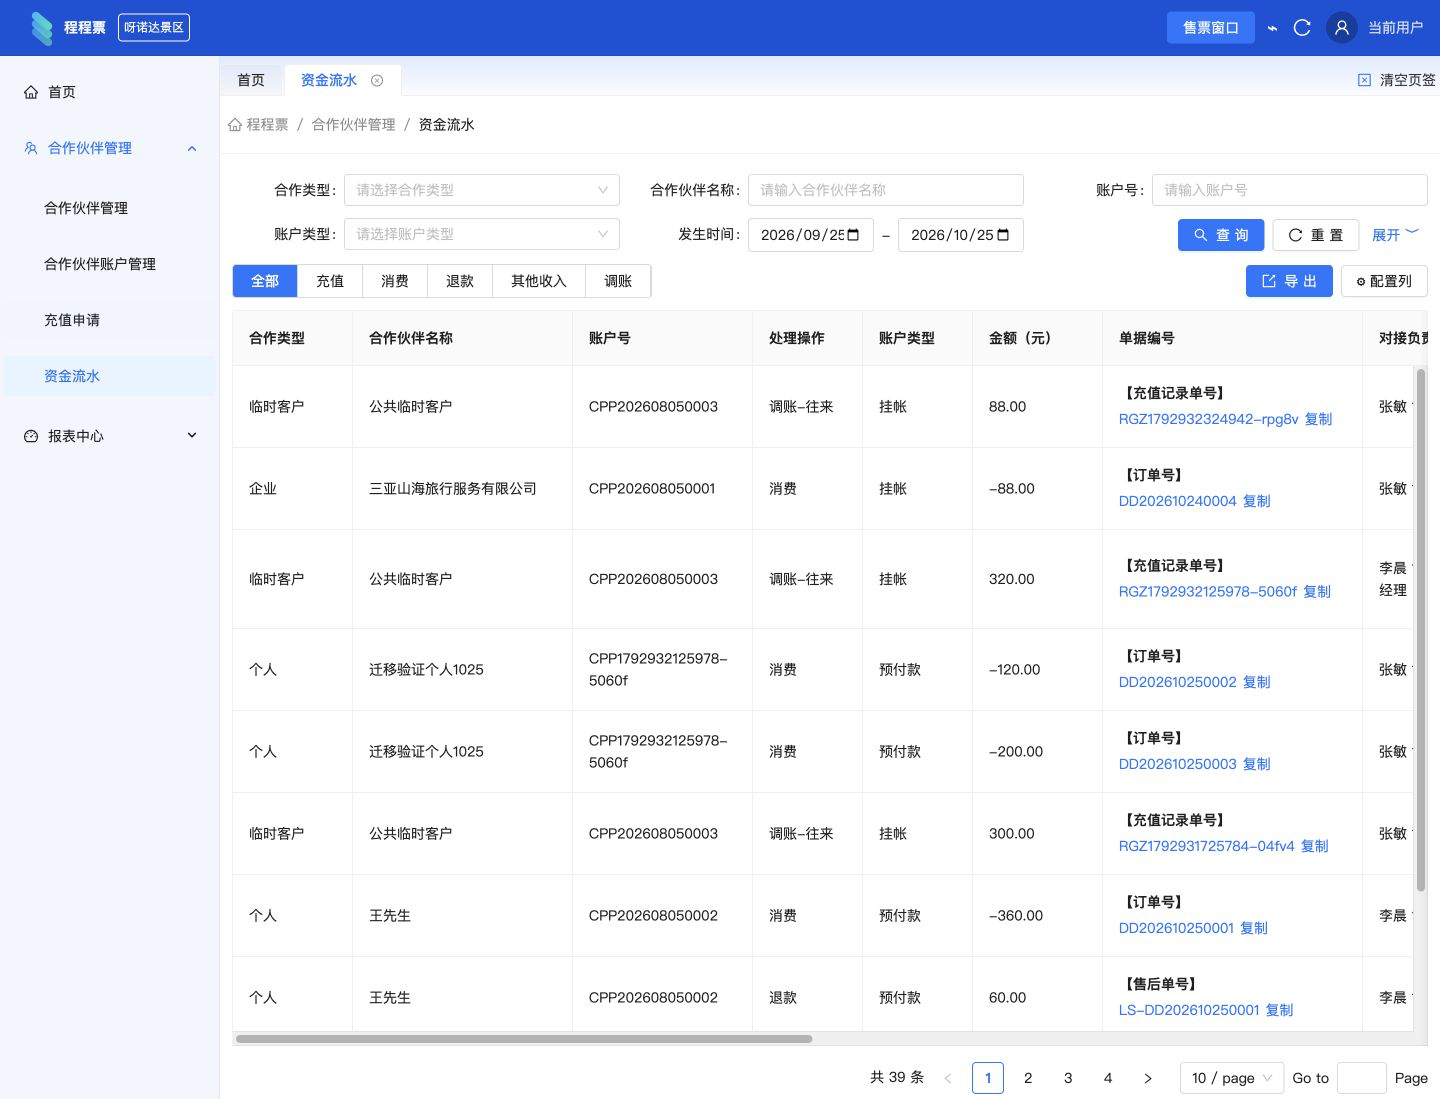 程程票 呀诺达景区 售票窗口 当前用户
首页
合作伙伴管理
合作伙伴管理
合作伙伴账户管理
充值申请
资金流水
报表中心
首页 资金流水 清空页签
程程票 / 合作伙伴管理 / 资金流水
合作类型: 请选择合作类型 合作伙伴名称: 请输入合作伙伴名称 账户号: 请输入账户号
账户类型: 请选择账户类型 发生时间: 2026/09/25 – 2026/10/25 查 询 重 置 展开
全部 充值 消费 退款 其他收入 调账 导 出 配置列
合作类型 合作伙伴名称 账户号 处理操作 账户类型 金额（元） 单据编号 对接负责
临时客户 公共临时客户 CPP202608050003 调账-往来 挂帐 88.00 【充值记录单号】 张敏
RGZ1792932324942-rpg8v 复制
企业 三亚山海旅行服务有限公司 CPP202608050001 消费 挂帐 -88.00 【订单号】 张敏
DD202610240004 复制
临时客户 公共临时客户 CPP202608050003 调账-往来 挂帐 320.00 【充值记录单号】 李晨
RGZ1792932125978-5060f 复制 经理
个人 迁移验证个人1025 CPP1792932125978- 消费 预付款 -120.00 【订单号】 张敏
5060f DD202610250002 复制
个人 迁移验证个人1025 CPP1792932125978- 消费 预付款 -200.00 【订单号】 张敏
5060f DD202610250003 复制
临时客户 公共临时客户 CPP202608050003 调账-往来 挂帐 300.00 【充值记录单号】 张敏
RGZ1792931725784-04fv4 复制
个人 王先生 CPP202608050002 消费 预付款 -360.00 【订单号】 李晨
DD202610250001 复制
个人 王先生 CPP202608050002 退款 预付款 60.00 【售后单号】 李晨
LS-DD202610250001 复制
共 39 条 1 2 3 4 10 / page Go to Page